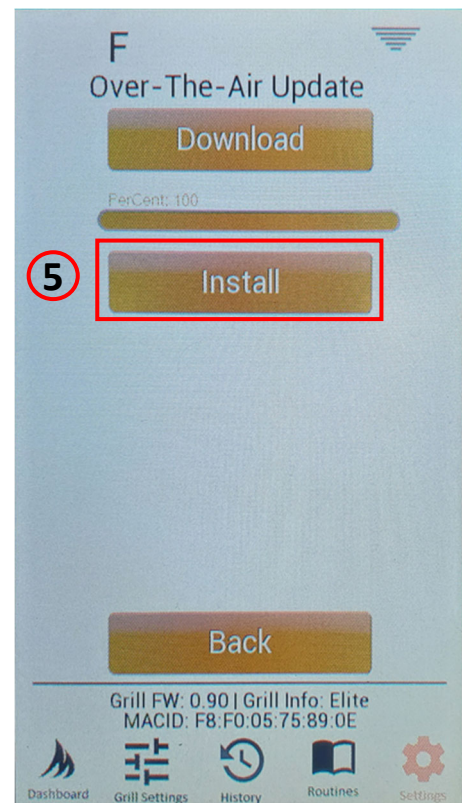 F
Over-The-Air Update
Download
FerCent: 100
5
Install
Back
Grill FW: 0.90 | Grill Info: Elite
MACID: F8:F0:05:75:89:0E
Dashboard
Grill Settings
History
Routines
Settings